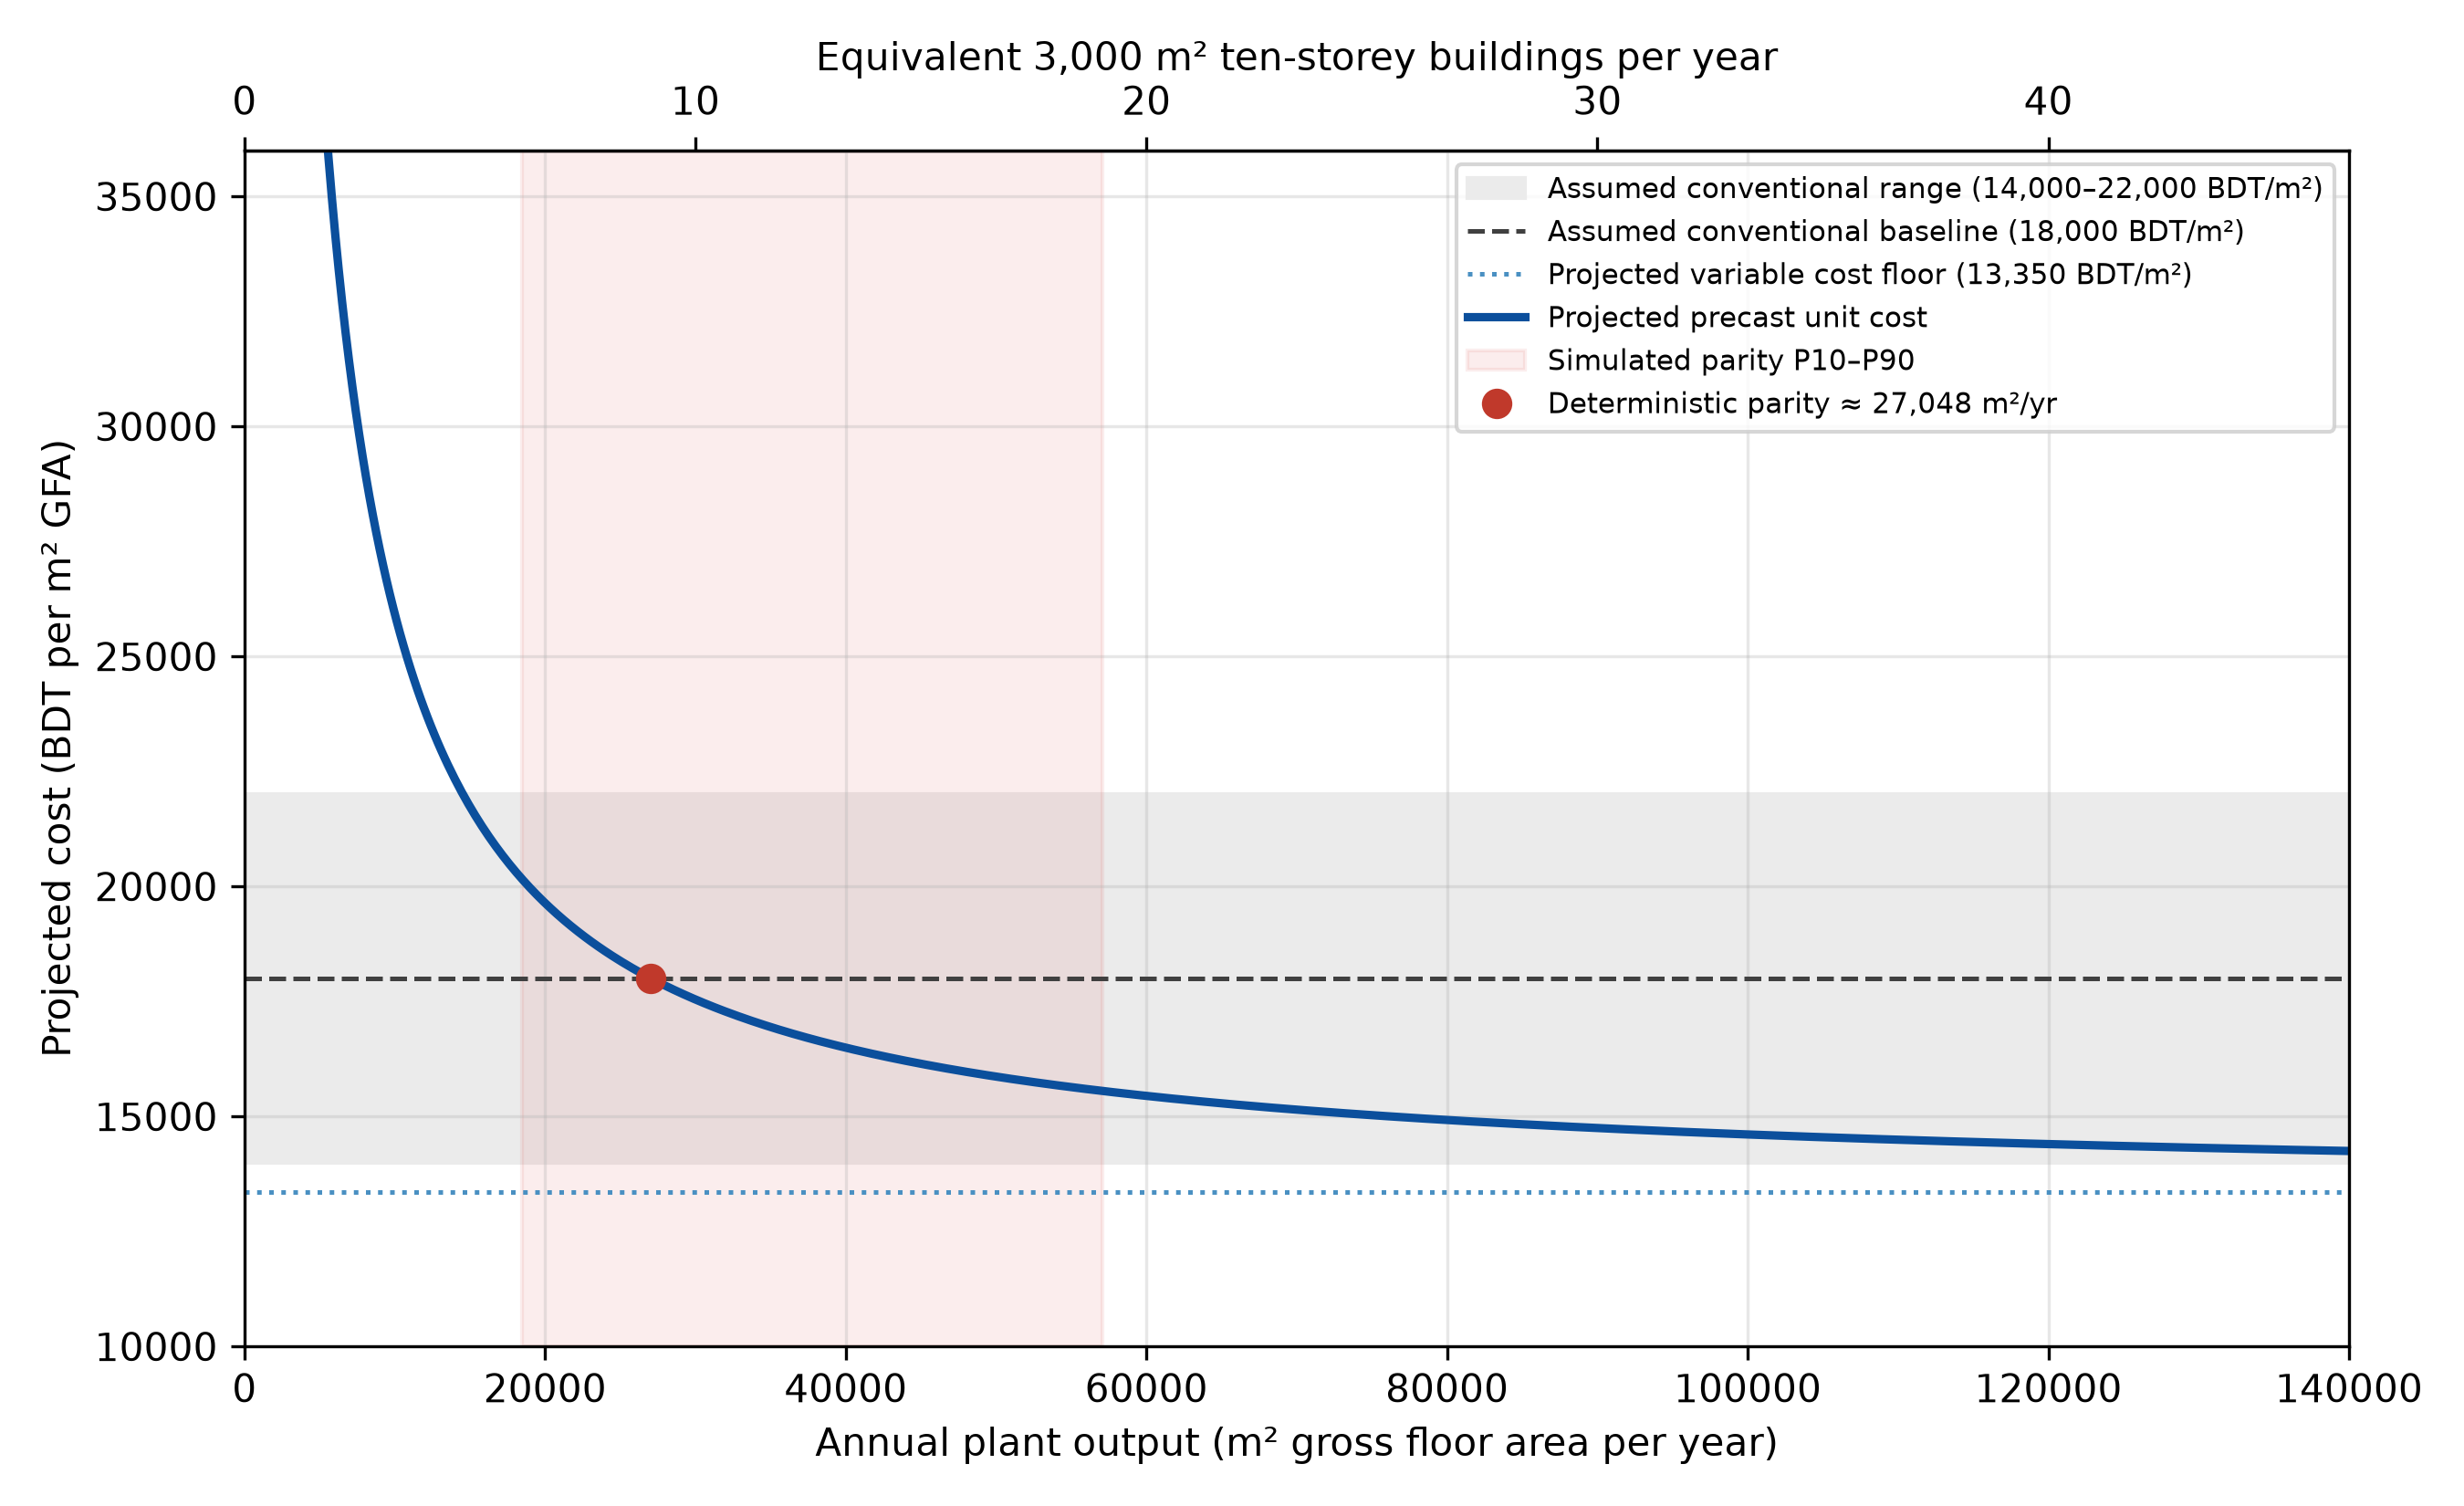 Equivalent 3,000 m² ten-storey buildings per year
0 10 20 30 40
Assumed conventional range (14,000–22,000 BDT/m²)
Assumed conventional baseline (18,000 BDT/m²)
Projected variable cost floor (13,350 BDT/m²)
Projected precast unit cost
Simulated parity P10–P90
Deterministic parity ≈ 27,048 m²/yr
Projected cost (BDT per m² GFA)
35000
30000
25000
20000
15000
10000
0 20000 40000 60000 80000 100000 120000 140000
Annual plant output (m² gross floor area per year)